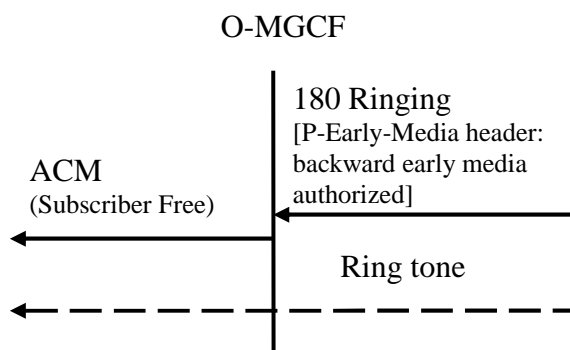 O-MGCF
180 Ringing
[P-Early-Media header:
backward early media
authorized]
ACM
(Subscriber Free)
Ring tone